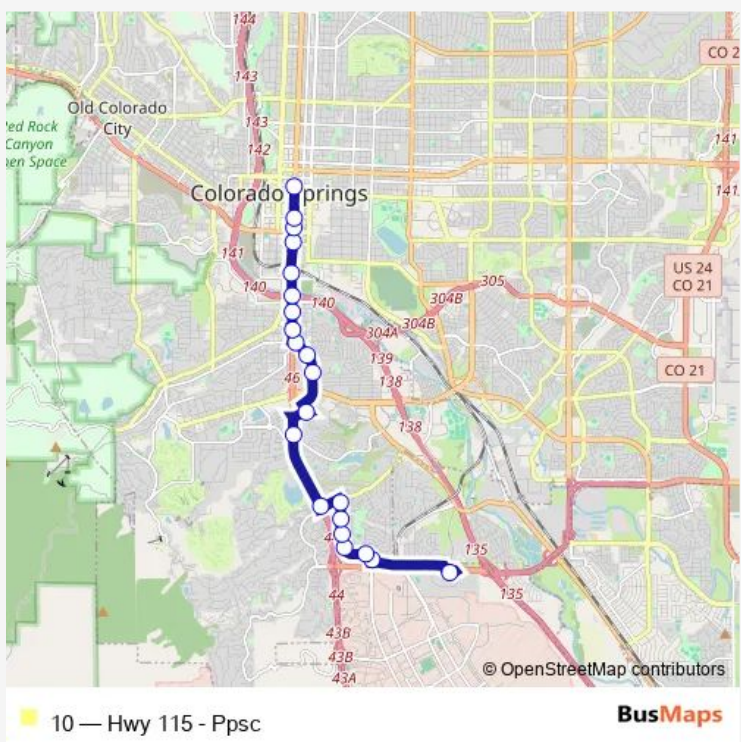 144
CO 2
143
Old Colorado
City
143
ed Rock
Canyon
en Space
142
141
141
Colorado Springs
141
US 24
CO 21
140
140
305
304B
304A
304B
139
CO 21
46
138
138
135
44
135
43B
43B
43A
© OpenStreetMap contributors
10 — Hwy 115 - Ppsc
BusMaps